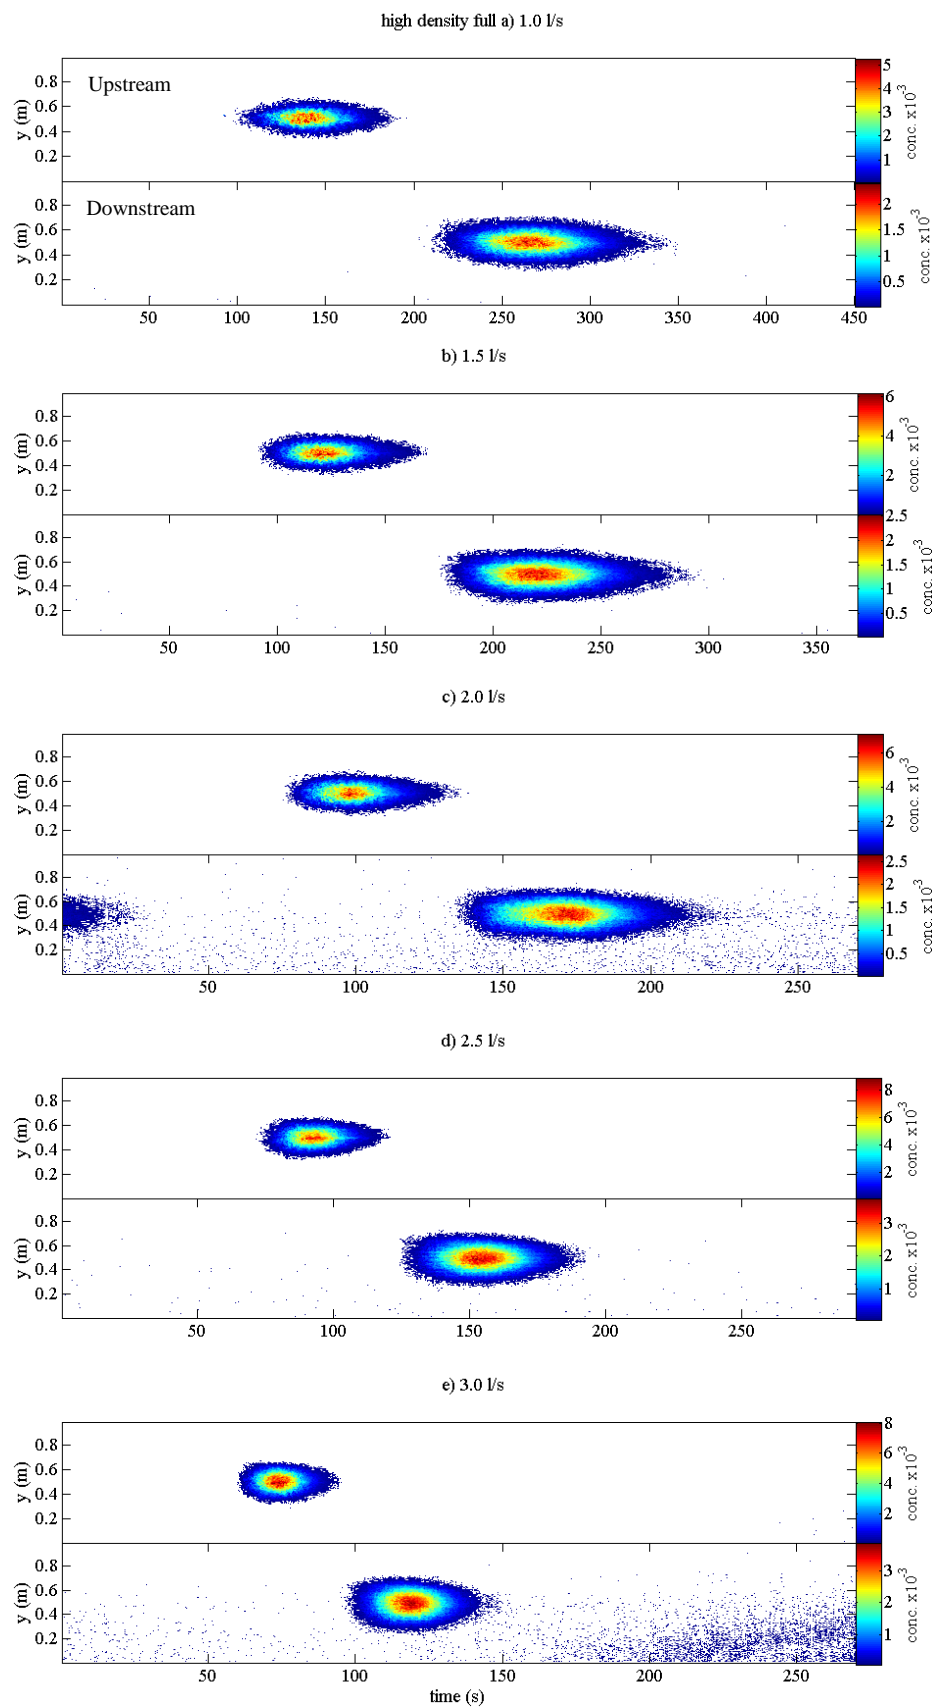 high density full a) 1.0 l/s
Upstream
y (m)
0.8
0.6
0.4
0.2
5
4
3
2
1
conc. x10-3
Downstream
y (m)
0.8
0.6
0.4
0.2
2
1.5
1
0.5
conc. x10-3
50 100 150 200 250 300 350 400 450
b) 1.5 l/s
y (m)
0.8
0.6
0.4
0.2
6
4
2
conc. x10-3
y (m)
0.8
0.6
0.4
0.2
2.5
2
1.5
1
0.5
conc. x10-3
50 100 150 200 250 300 350
c) 2.0 l/s
y (m)
0.8
0.6
0.4
0.2
6
4
2
conc. x10-3
y (m)
0.8
0.6
0.4
0.2
2.5
2
1.5
1
0.5
conc. x10-3
50 100 150 200 250
d) 2.5 l/s
y (m)
0.8
0.6
0.4
0.2
8
6
4
2
conc. x10-3
y (m)
0.8
0.6
0.4
0.2
3
2
1
conc. x10-3
50 100 150 200 250
e) 3.0 l/s
y (m)
0.8
0.6
0.4
0.2
8
6
4
2
conc. x10-3
y (m)
0.8
0.6
0.4
0.2
3
2
1
conc. x10-3
50 100 150 200 250
time (s)